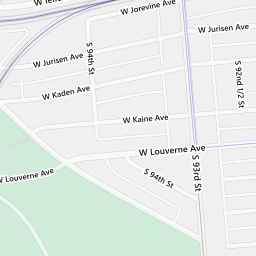 W Jorevine Ave
W Jurisen Ave
W Jurisen Ave
S 94th St
W Kaden Ave
S 92nd 1/2 St
W Kaine Ave
W Louverne Ave
S 93rd St
W Louverne Ave
S 94th St